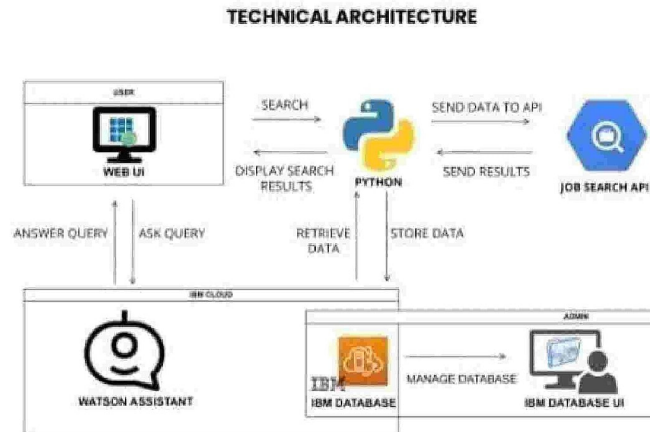 TECHNICAL ARCHITECTURE
USER
WEB UI
SEARCH
DISPLAY SEARCH
RESULTS
PYTHON
SEND DATA TO API
SEND RESULTS
JOB SEARCH API
ANSWER QUERY
ASK QUERY
RETRIEVE
DATA
STORE DATA
IBM CLOUD
WATSON ASSISTANT
IBM
IBM DATABASE
MANAGE DATABASE
ADMIN
IBM DATABASE UI